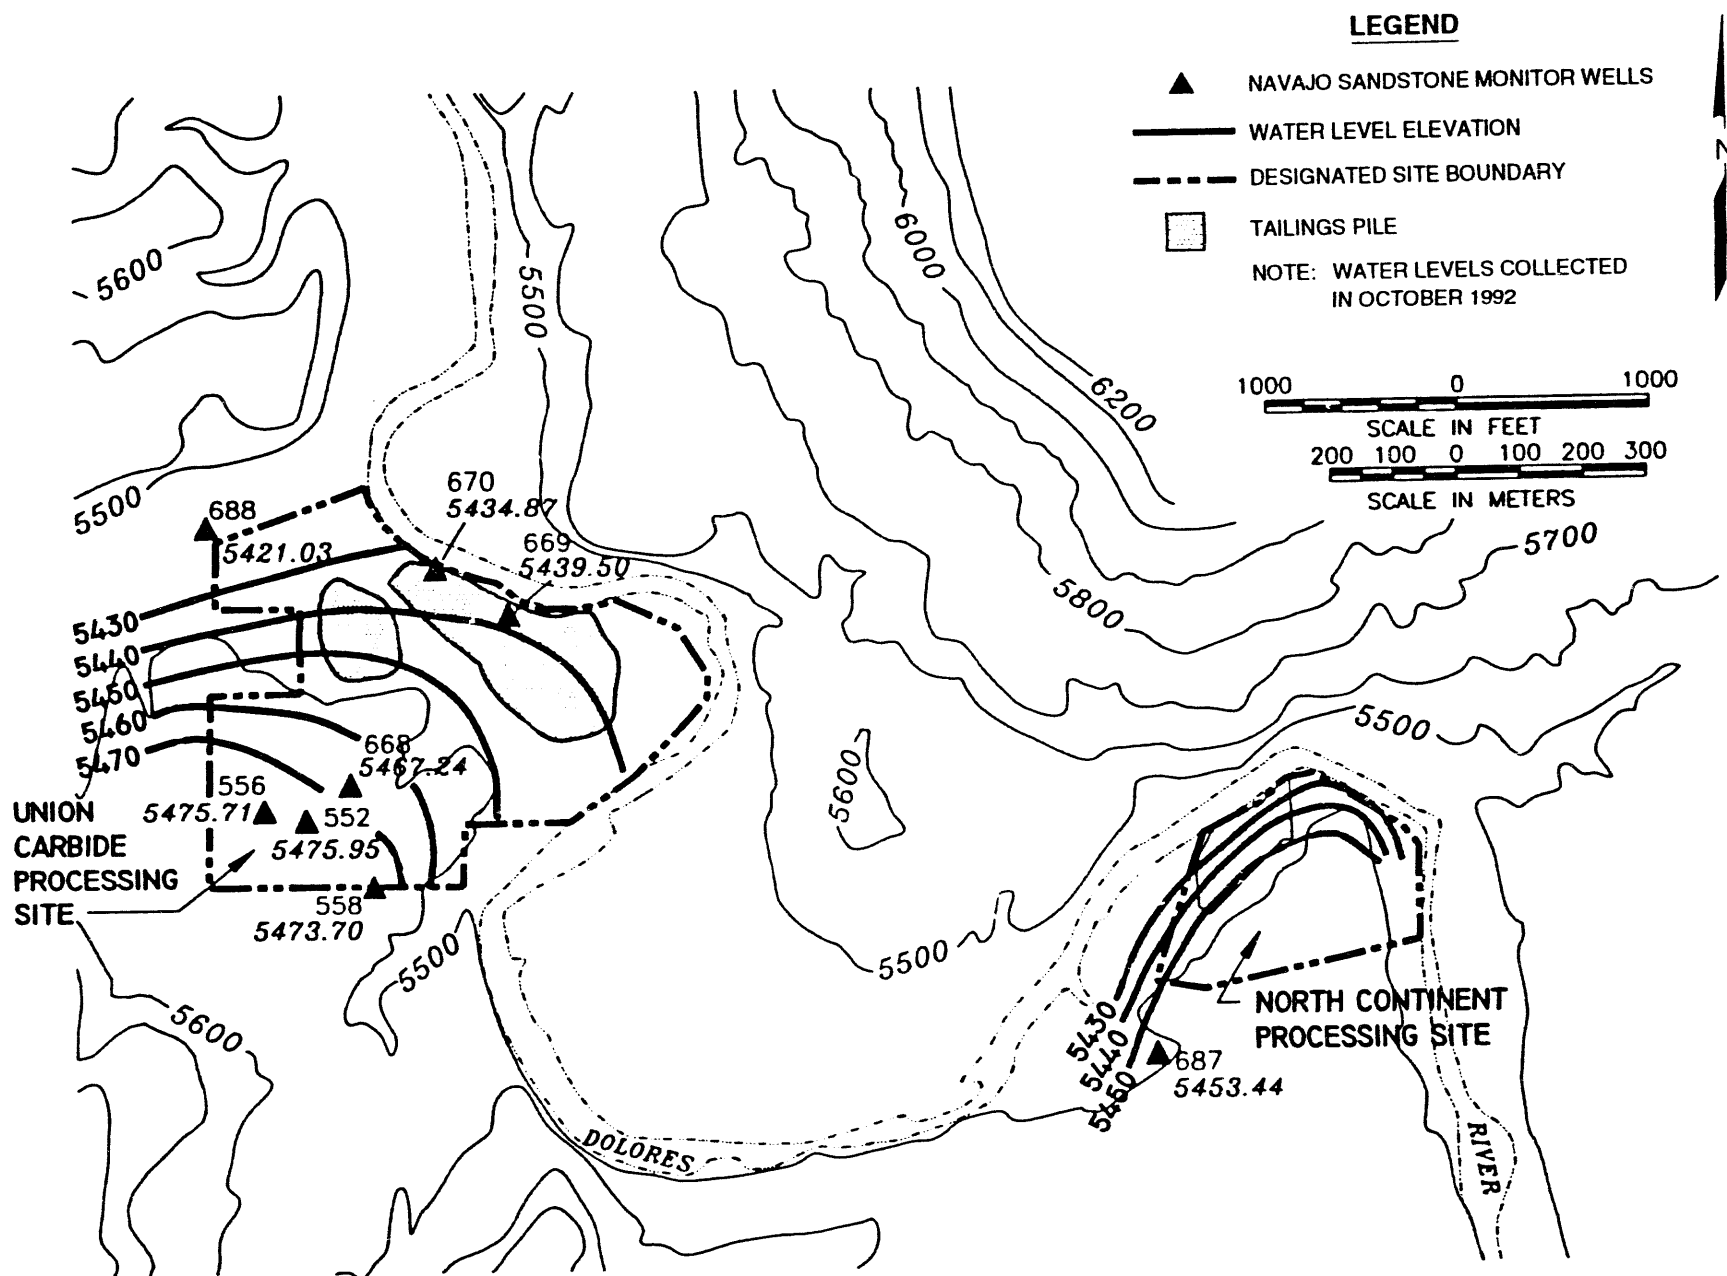 LEGEND
NAVAJO SANDSTONE MONITOR WELLS
WATER LEVEL ELEVATION
DESIGNATED SITE BOUNDARY
TAILINGS PILE
NOTE: WATER LEVELS COLLECTED
IN OCTOBER 1992
N
1000 0 1000
SCALE IN FEET
200 100 0 100 200 300
SCALE IN METERS
5600
5500
6000
6200
5500
688
5421.03
670
5434.87
669
5439.50
5700
5800
5430
5440
5450
5460
5470
668
5467.24
556
5475.71
552
5475.95
558
5473.70
UNION
CARBIDE
PROCESSING
SITE
5500
5600
5600
5500
5500
5430
5440
5450
687
5453.44
NORTH CONTINENT
PROCESSING SITE
DOLORES
RIVER